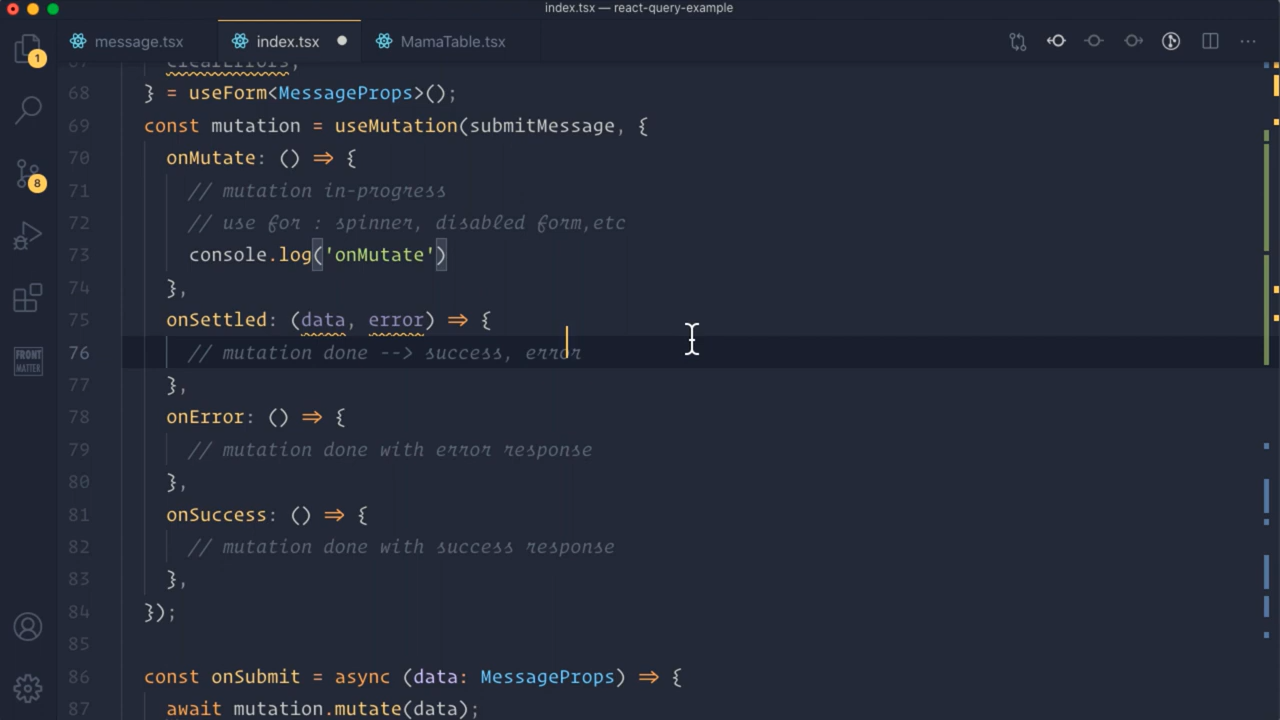 index.tsx — react-query-example
message.tsx
index.tsx
MamaTable.tsx
1
8
FRONT
MATTER
67 clearErrors,
68 } = useForm<MessageProps>();
69 const mutation = useMutation(submitMessage, {
70 onMutate: () => {
71 // mutation in-progress
72 // use for : spinner, disabled form,etc
73 console.log('onMutate')
74 },
75 onSettled: (data, error) => {
76 // mutation done --> success, error
77 },
78 onError: () => {
79 // mutation done with error response
80 },
81 onSuccess: () => {
82 // mutation done with success response
83 },
84 });
85
86 const onSubmit = async (data: MessageProps) => {
87 await mutation.mutate(data);